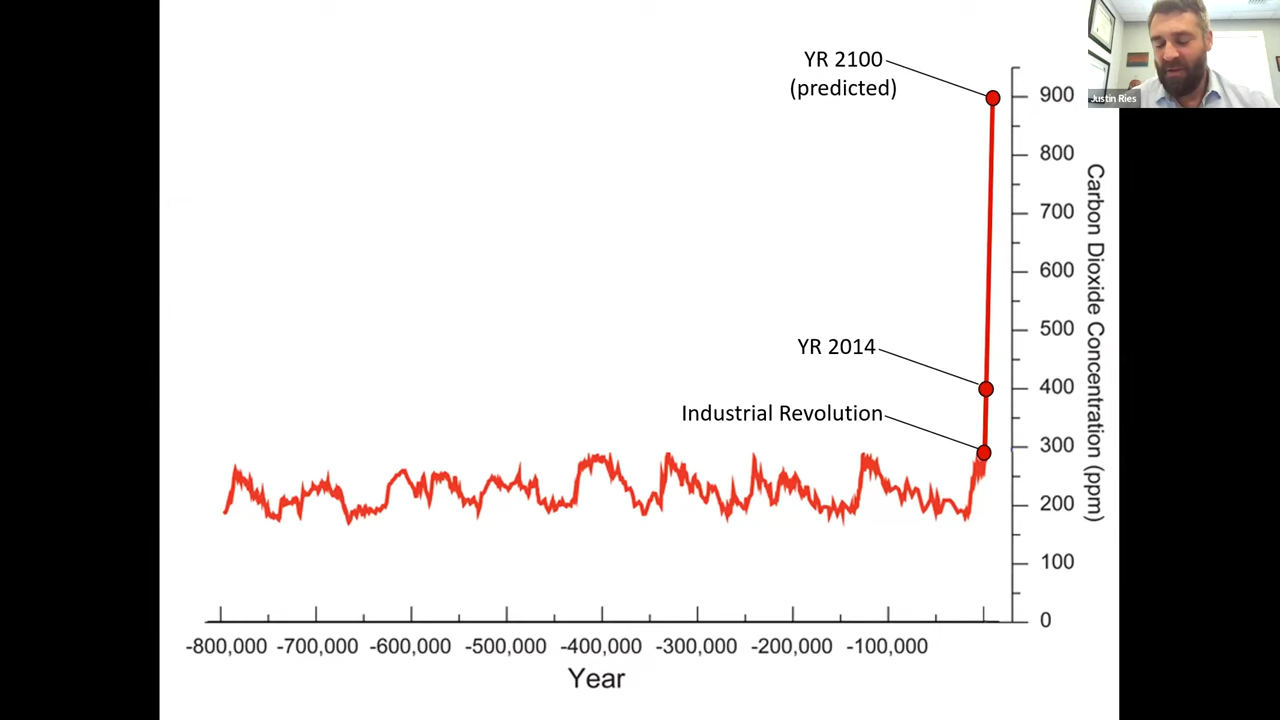 YR 2100
(predicted)
Justin Ries
900
800
700
600
500
YR 2014
400
Industrial Revolution
300
200
100
0
Carbon Dioxide Concentration (ppm)
-800,000 -700,000 -600,000 -500,000 -400,000 -300,000 -200,000 -100,000
Year